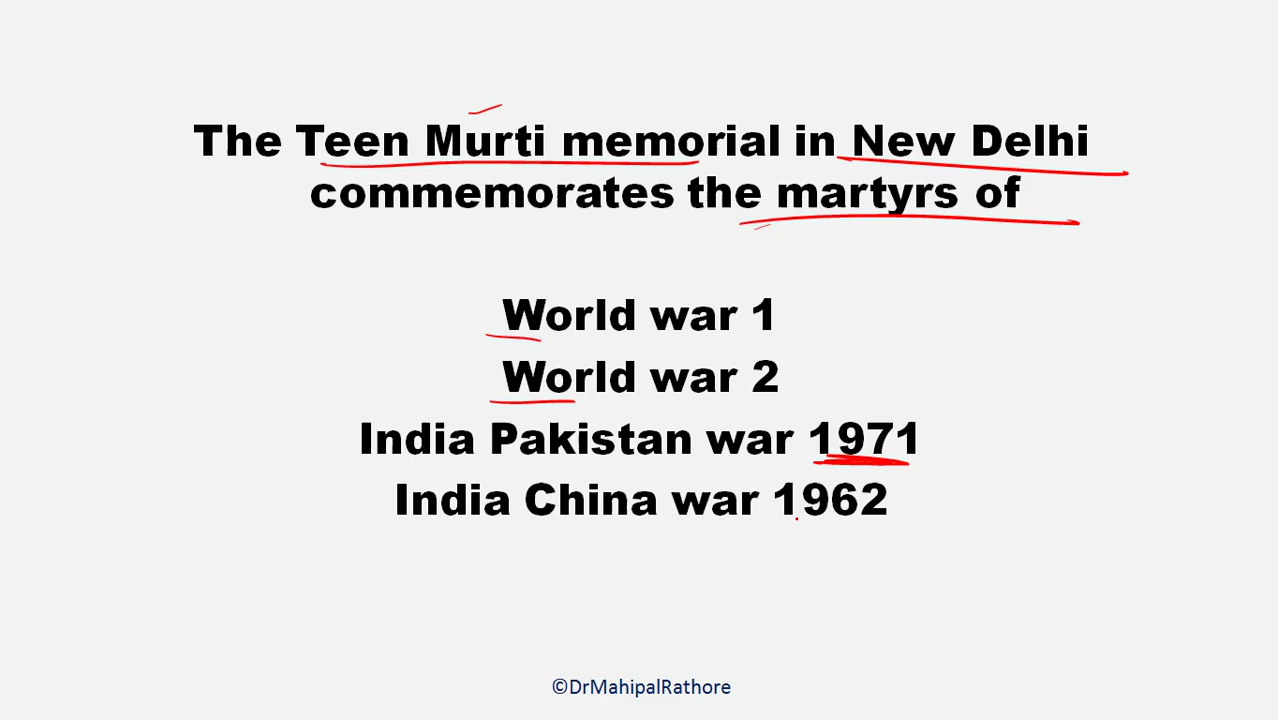 The Teen Murti memorial in New Delhi
commemorates the martyrs of
World war 1
World war 2
India Pakistan war 1971
India China war 1962
©DrMahipalRathore